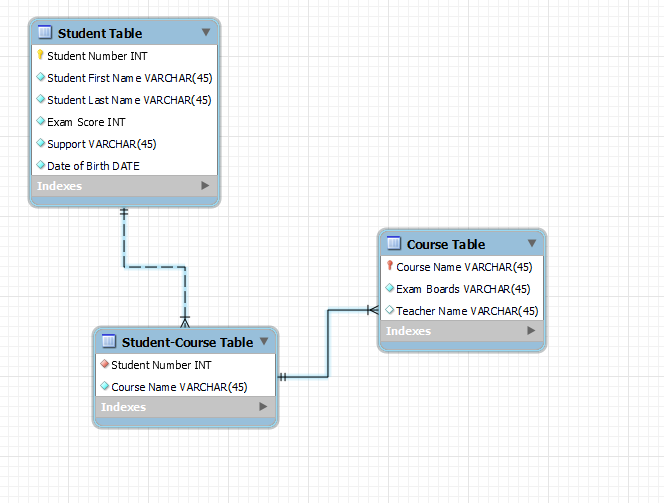 Student Table
Student Number INT
Student First Name VARCHAR(45)
Student Last Name VARCHAR(45)
Exam Score INT
Support VARCHAR(45)
Date of Birth DATE
Indexes
Course Table
Course Name VARCHAR(45)
Exam Boards VARCHAR(45)
Teacher Name VARCHAR(45)
Indexes
Student-Course Table
Student Number INT
Course Name VARCHAR(45)
Indexes